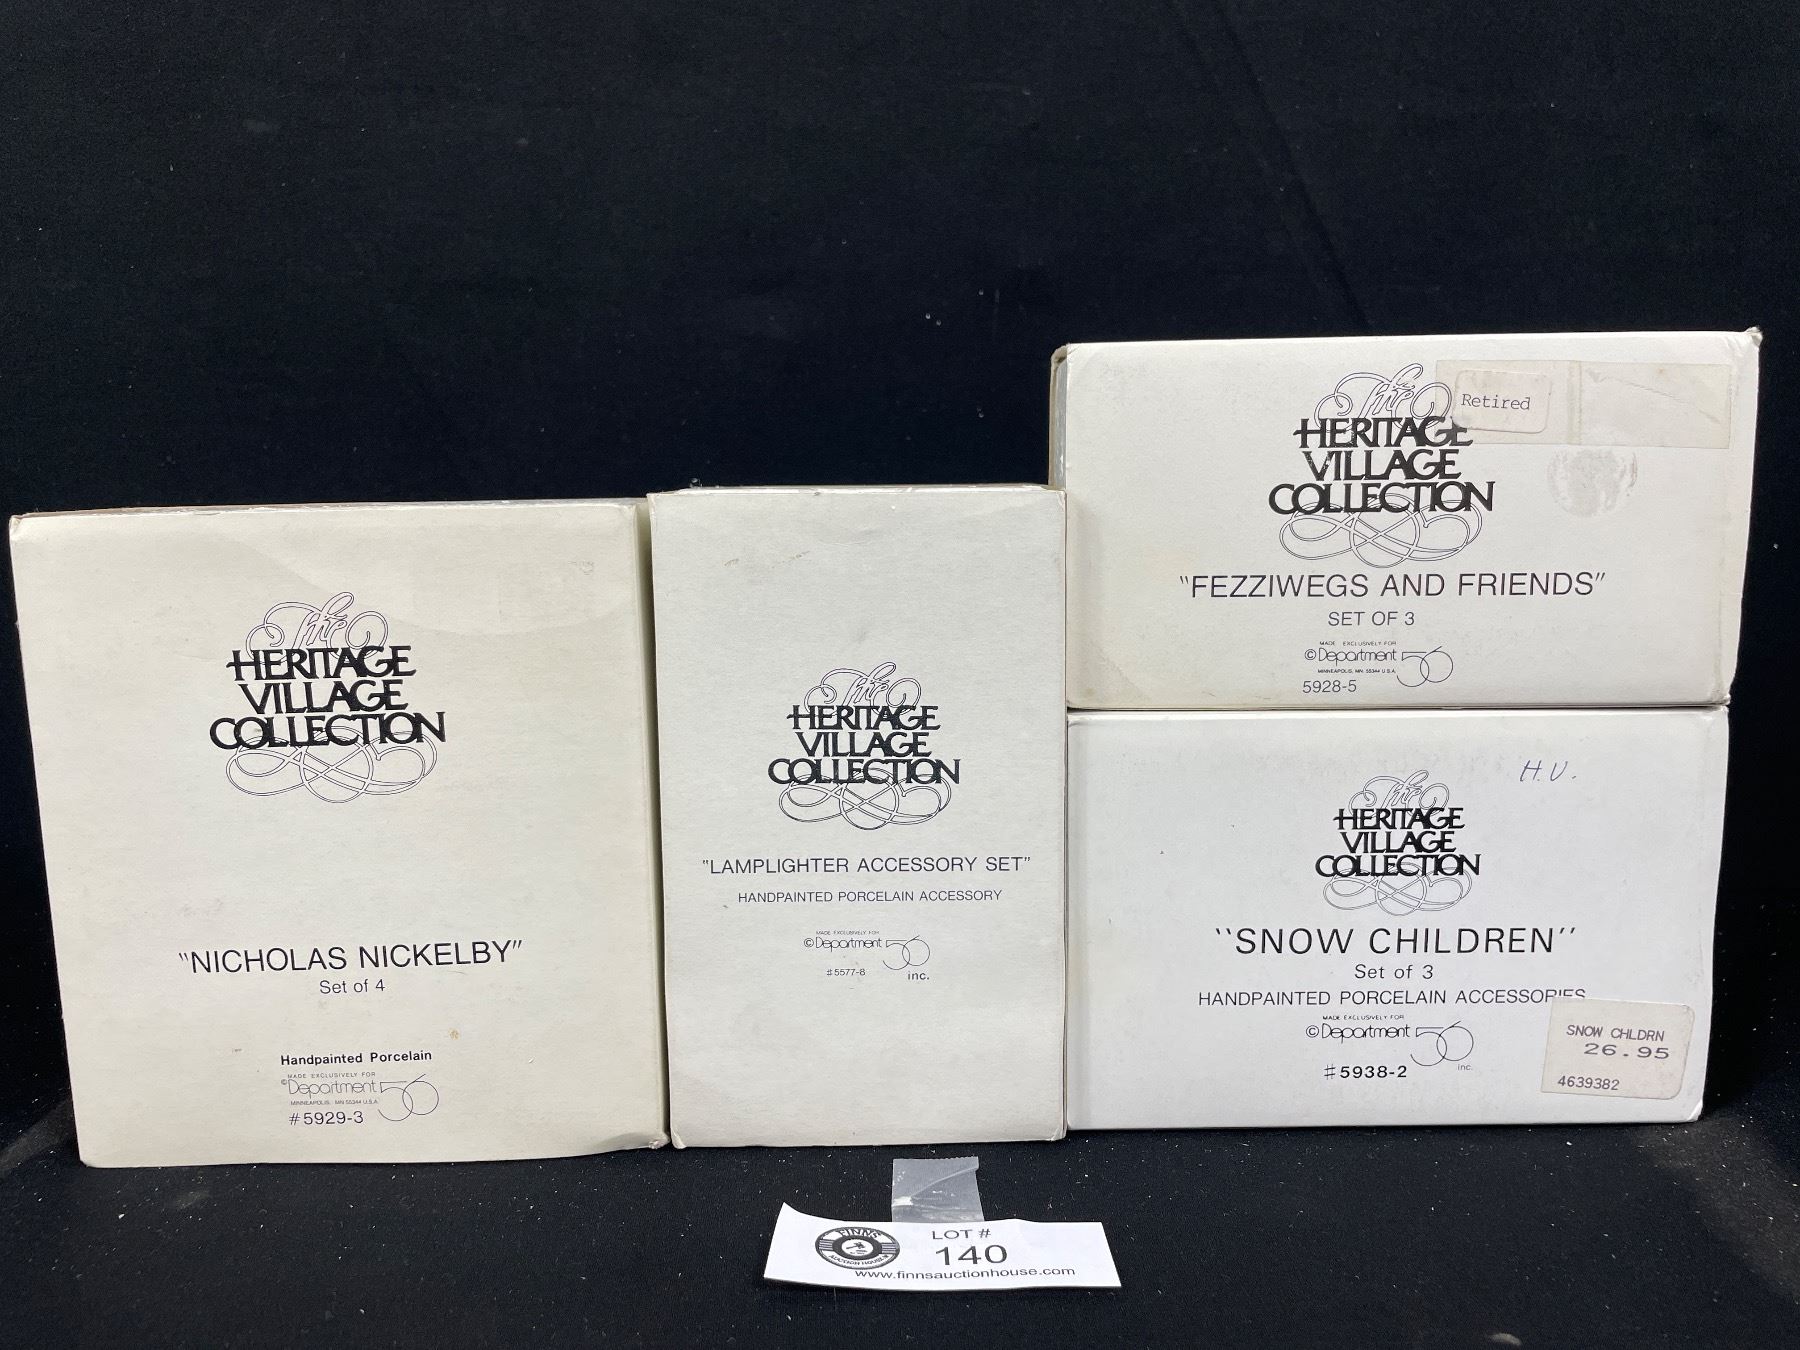 The
HERITAGE
VILLAGE
COLLECTION
"NICHOLAS NICKELBY"
Set of 4
Handpainted Porcelain
MADE EXCLUSIVELY FOR
©Department 56
MINNEAPOLIS, MN 55344 U.S.A.
#5929-3
The
HERITAGE
VILLAGE
COLLECTION
"LAMPLIGHTER ACCESSORY SET"
HANDPAINTED PORCELAIN ACCESSORY
MADE EXCLUSIVELY FOR
©Department 56
#5577-8 inc.
Retired
The
HERITAGE
VILLAGE
COLLECTION
"FEZZIWEGS AND FRIENDS"
SET OF 3
MADE EXCLUSIVELY FOR
©Department 56
MINNEAPOLIS, MN 55344 U.S.A.
5928-5
H.V.
The
HERITAGE
VILLAGE
COLLECTION
"SNOW CHILDREN"
Set of 3
HANDPAINTED PORCELAIN ACCESSORIES
MADE EXCLUSIVELY FOR
©Department 56
inc.
#5938-2
SNOW CHLDRN
26.95
4639382
FINNS
AUCTION HOUSE
LOT #
140
www.finnsauctionhouse.com